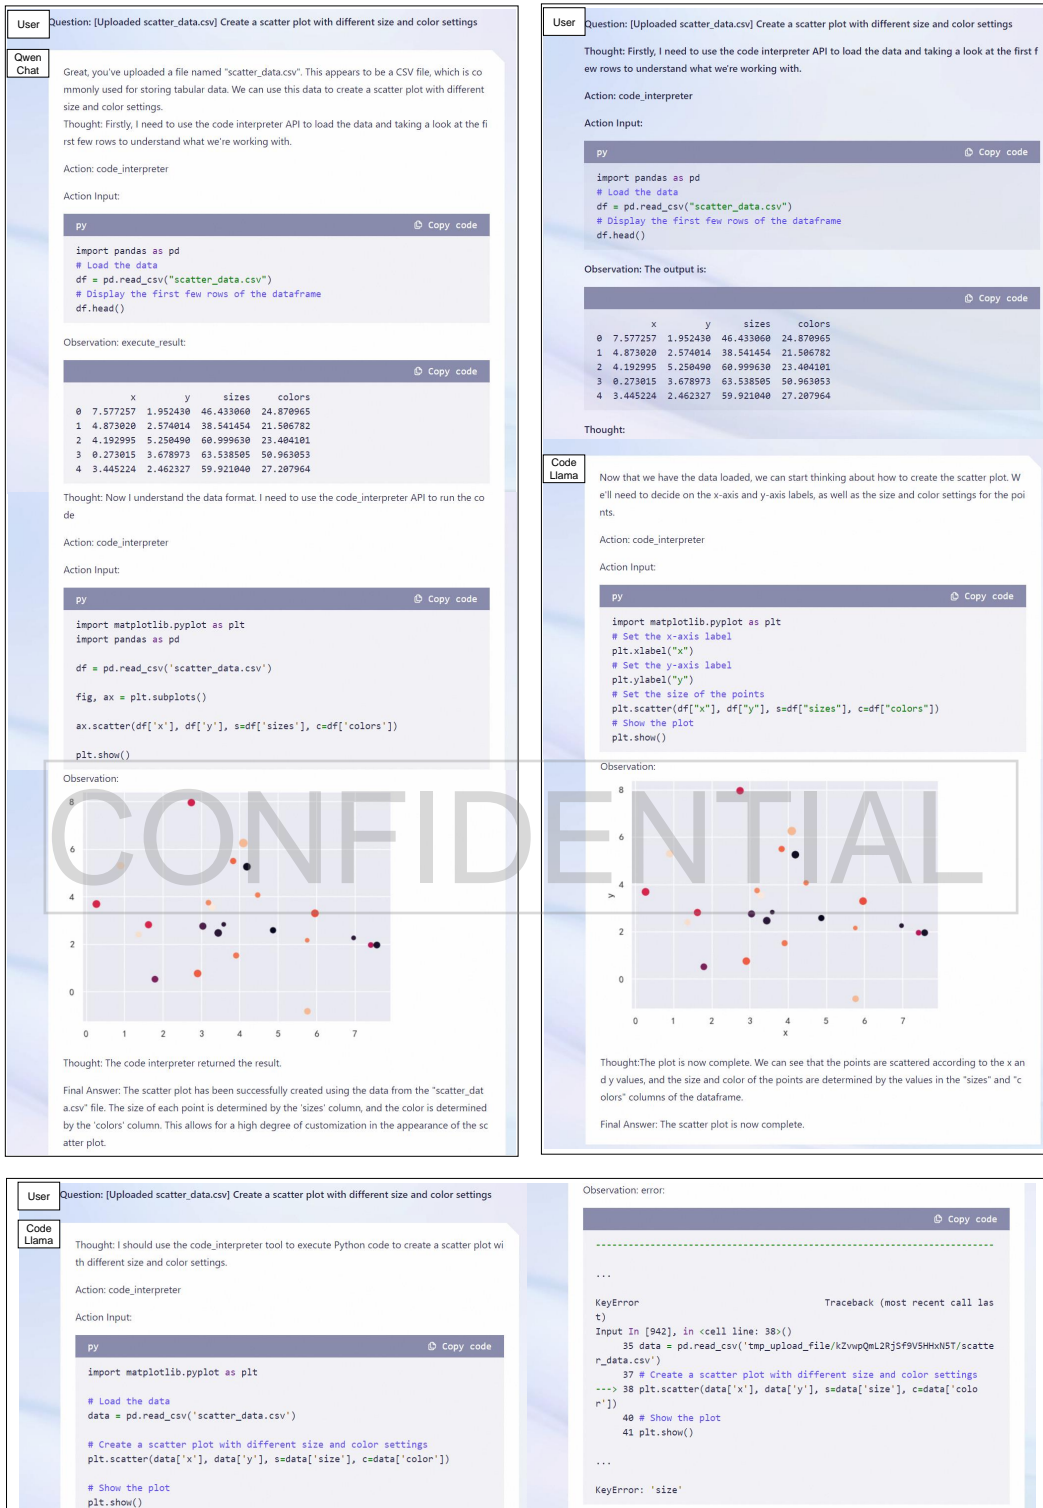 User
Question: [Uploaded scatter_data.csv] Create a scatter plot with different size and color settings
Qwen
Chat
Great, you've uploaded a file named "scatter_data.csv". This appears to be a CSV file, which is co
mmonly used for storing tabular data. We can use this data to create a scatter plot with different
size and color settings.
Thought: Firstly, I need to use the code interpreter API to load the data and taking a look at the fi
rst few rows to understand what we're working with.
Action: code_interpreter
Action Input:
py
Copy code
import pandas as pd
# Load the data
df = pd.read_csv("scatter_data.csv")
# Display the first few rows of the dataframe
df.head()
Observation: execute_result:
Copy code
x y sizes colors
0 7.577257 1.952430 46.433060 24.870965
1 4.873020 2.574014 38.541454 21.506782
2 4.192995 5.250490 60.999630 23.404101
3 0.273015 3.678973 63.538505 50.963053
4 3.445224 2.462327 59.921040 27.207964
Thought: Now I understand the data format. I need to use the code_interpreter API to run the co
de
Action: code_interpreter
Action Input:
py
Copy code
import matplotlib.pyplot as plt
import pandas as pd
df = pd.read_csv('scatter_data.csv')
fig, ax = plt.subplots()
ax.scatter(df['x'], df['y'], s=df['sizes'], c=df['colors'])
plt.show()
Observation:
8
6
4
2
0
0 1 2 3 4 5 6 7
Thought: The code interpreter returned the result.
Final Answer: The scatter plot has been successfully created using the data from the "scatter_dat
a.csv" file. The size of each point is determined by the 'sizes' column, and the color is determined
by the 'colors' column. This allows for a high degree of customization in the appearance of the sc
atter plot.
User
Question: [Uploaded scatter_data.csv] Create a scatter plot with different size and color settings
Thought: Firstly, I need to use the code interpreter API to load the data and taking a look at the first f
ew rows to understand what we're working with.
Action: code_interpreter
Action Input:
py
Copy code
import pandas as pd
# Load the data
df = pd.read_csv("scatter_data.csv")
# Display the first few rows of the dataframe
df.head()
Observation: The output is:
Copy code
x y sizes colors
0 7.577257 1.952430 46.433060 24.870965
1 4.873020 2.574014 38.541454 21.506782
2 4.192995 5.250490 60.999630 23.404101
3 0.273015 3.678973 63.538505 50.963053
4 3.445224 2.462327 59.921040 27.207964
Thought:
Code
Llama
Now that we have the data loaded, we can start thinking about how to create the scatter plot. W
e'll need to decide on the x-axis and y-axis labels, as well as the size and color settings for the poi
nts.
Action: code_interpreter
Action Input:
py
Copy code
import matplotlib.pyplot as plt
# Set the x-axis label
plt.xlabel("x")
# Set the y-axis label
plt.ylabel("y")
# Set the size of the points
plt.scatter(df["x"], df["y"], s=df["sizes"], c=df["colors"])
# Show the plot
plt.show()
Observation:
8
6
4
y
2
0
0 1 2 3 4 5 6 7
x
Thought:The plot is now complete. We can see that the points are scattered according to the x an
d y values, and the size and color of the points are determined by the values in the "sizes" and "c
olors" columns of the dataframe.
Final Answer: The scatter plot is now complete.
CONFIDENTIAL
User
Question: [Uploaded scatter_data.csv] Create a scatter plot with different size and color settings
Code
Llama
Thought: I should use the code_interpreter tool to execute Python code to create a scatter plot wi
th different size and color settings.
Action: code_interpreter
Action Input:
py
Copy code
import matplotlib.pyplot as plt
# Load the data
data = pd.read_csv('scatter_data.csv')
# Create a scatter plot with different size and color settings
plt.scatter(data['x'], data['y'], s=data['size'], c=data['color'])
# Show the plot
plt.show()
Observation: error:
Copy code
---------------------------------------------------------------------------
...
KeyError Traceback (most recent call las
t)
Input In [942], in <cell line: 38>()
35 data = pd.read_csv('tmp_upload_file/kZvwpQmL2RjSf9V5HHxN5T/scatte
r_data.csv')
37 # Create a scatter plot with different size and color settings
---> 38 plt.scatter(data['x'], data['y'], s=data['size'], c=data['colo
r'])
40 # Show the plot
41 plt.show()
...
KeyError: 'size'